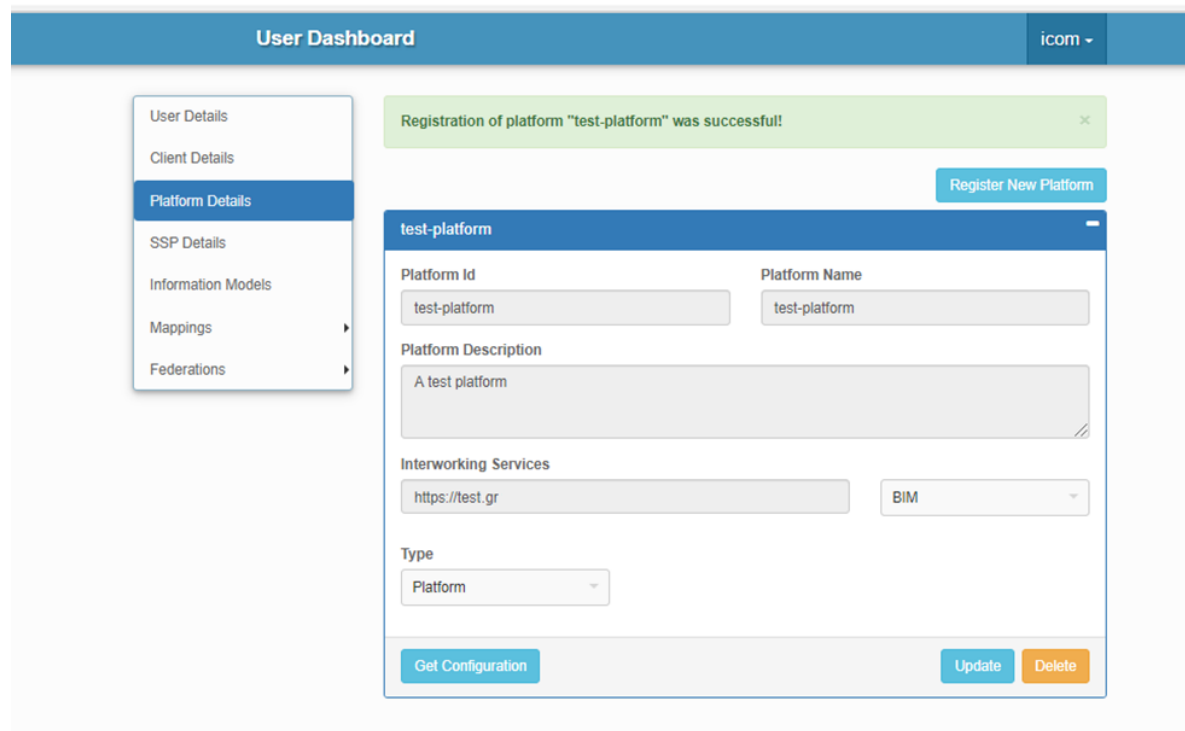 User Dashboard
icom
User Details
Client Details
Platform Details
SSP Details
Information Models
Mappings
Federations
Registration of platform "test-platform" was successful!
×
Register New Platform
test-platform
Platform Id
Platform Name
test-platform
test-platform
Platform Description
A test platform
Interworking Services
https://test.gr
BIM
Type
Platform
Get Configuration
Update
Delete